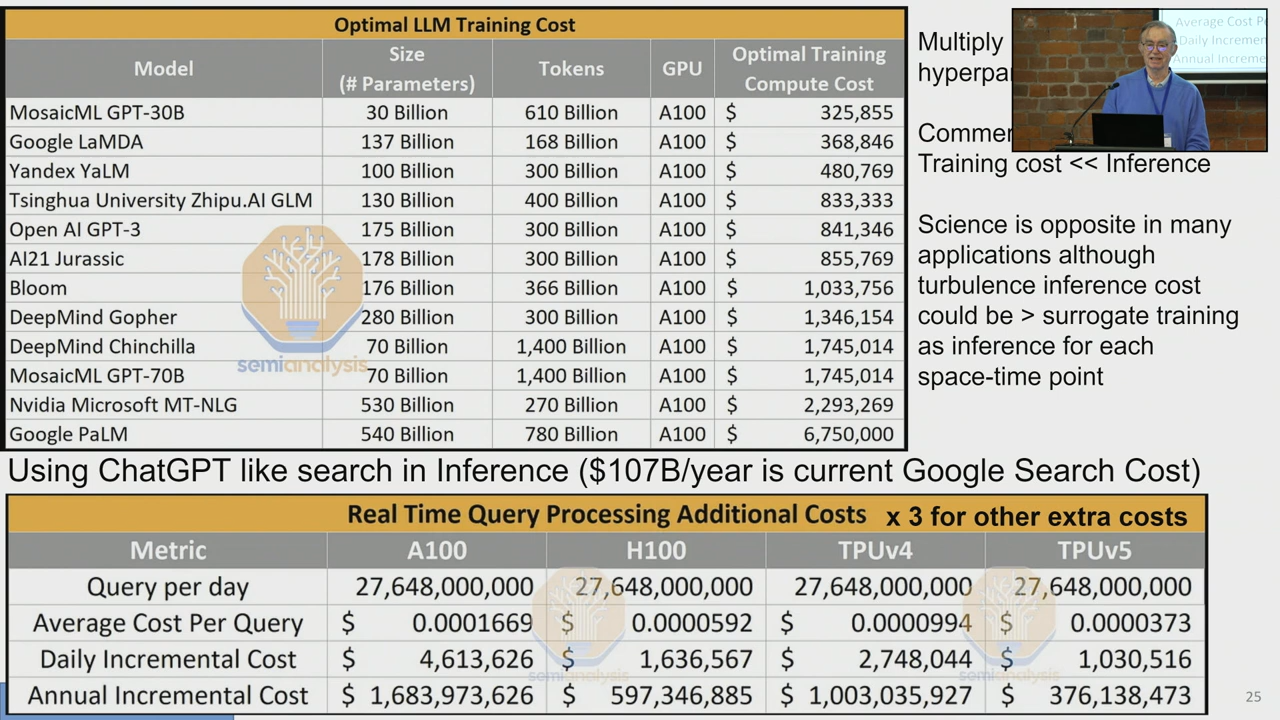 Optimal LLM Training Cost
Model Size (# Parameters) Tokens GPU Optimal Training Compute Cost
MosaicML GPT-30B 30 Billion 610 Billion A100 $ 325,855
Google LaMDA 137 Billion 168 Billion A100 $ 368,846
Yandex YaLM 100 Billion 300 Billion A100 $ 480,769
Tsinghua University Zhipu.AI GLM 130 Billion 400 Billion A100 $ 833,333
Open AI GPT-3 175 Billion 300 Billion A100 $ 841,346
AI21 Jurassic 178 Billion 300 Billion A100 $ 855,769
Bloom 176 Billion 366 Billion A100 $ 1,033,756
DeepMind Gopher 280 Billion 300 Billion A100 $ 1,346,154
DeepMind Chinchilla 70 Billion 1,400 Billion A100 $ 1,745,014
MosaicML GPT-70B 70 Billion 1,400 Billion A100 $ 1,745,014
Nvidia Microsoft MT-NLG 530 Billion 270 Billion A100 $ 2,293,269
Google PaLM 540 Billion 780 Billion A100 $ 6,750,000
semianalysis
Multiply
hyperpa
Commer
Training cost << Inference
Science is opposite in many
applications although
turbulence inference cost
could be > surrogate training
as inference for each
space-time point
Average Cost P
Daily Incremen
Annual Increme
Using ChatGPT like search in Inference ($107B/year is current Google Search Cost)
Real Time Query Processing Additional Costs x 3 for other extra costs
Metric A100 H100 TPUv4 TPUv5
Query per day 27,648,000,000 27,648,000,000 27,648,000,000 27,648,000,000
Average Cost Per Query $ 0.0001669 $ 0.0000592 $ 0.0000994 $ 0.0000373
Daily Incremental Cost $ 4,613,626 $ 1,636,567 $ 2,748,044 $ 1,030,516
Annual Incremental Cost $ 1,683,973,626 $ 597,346,885 $ 1,003,035,927 $ 376,138,473
semianalysis
semianalysis
25